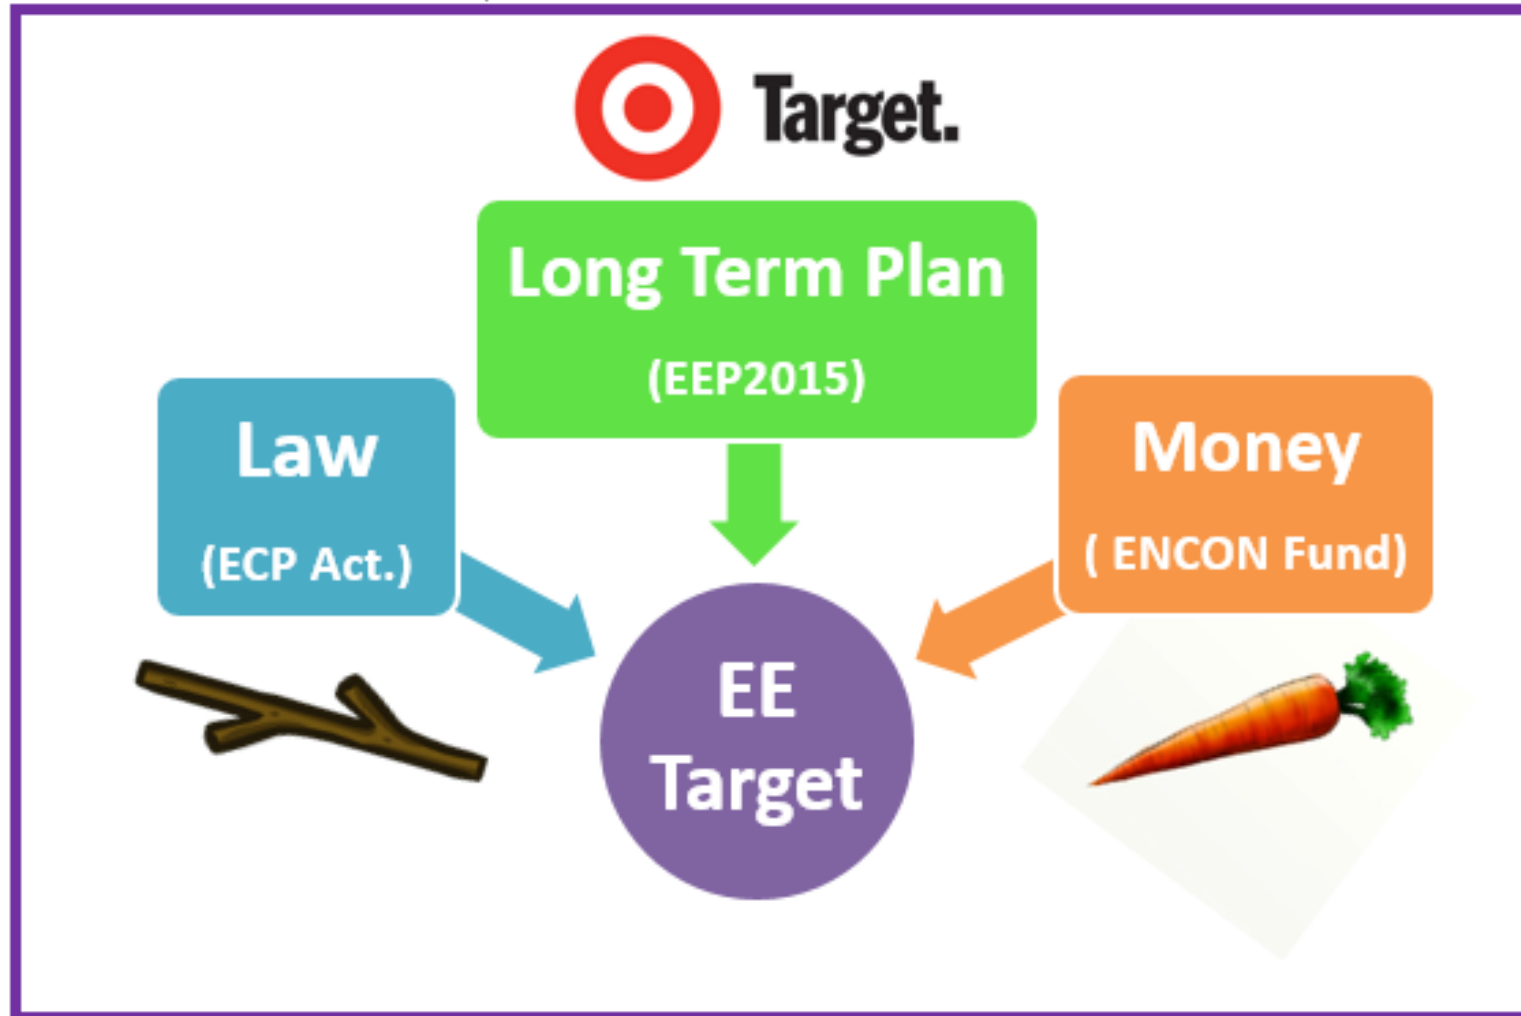 Target.
Long Term Plan
(EEP2015)
Law
(ECP Act.)
Money
( ENCON Fund)
EE
Target